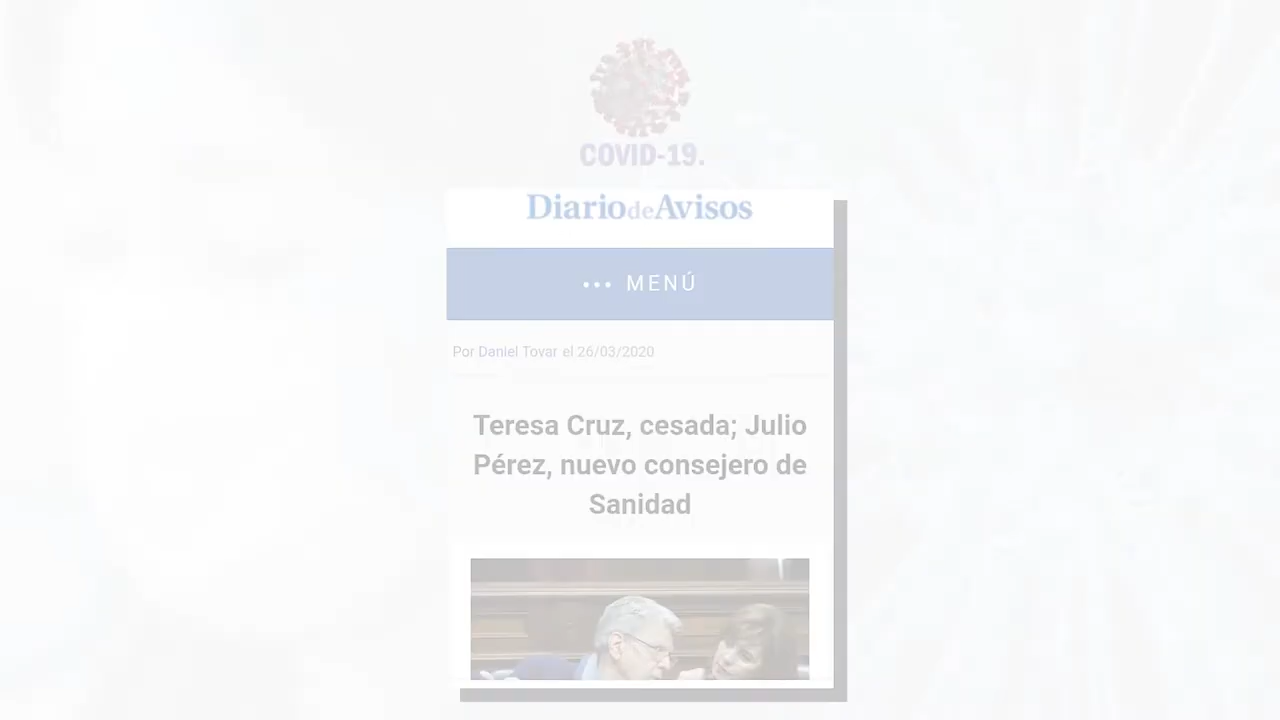 COVID-19.
DiariodeAvisos
••• MENÚ
Por Daniel Tovar el 26/03/2020
Teresa Cruz, cesada; Julio
Pérez, nuevo consejero de
Sanidad